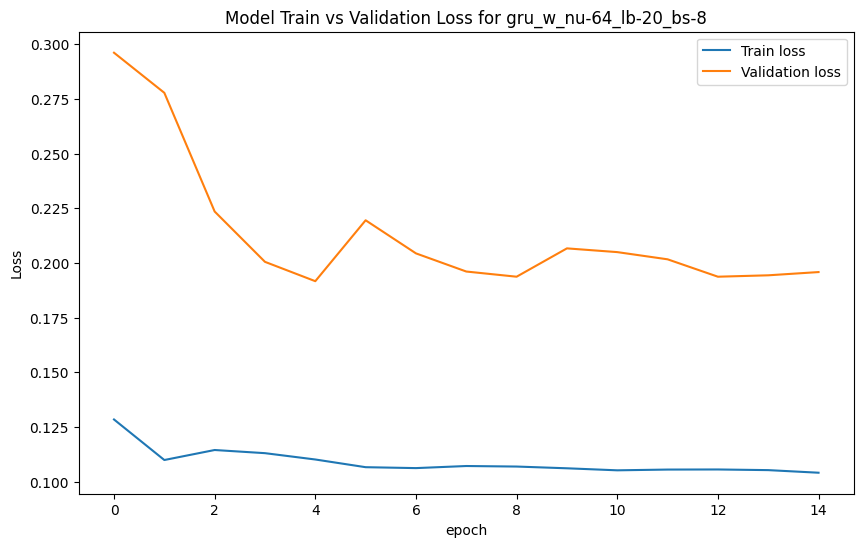 Model Train vs Validation Loss for gru_w_nu-64_lb-20_bs-8
Train loss
Validation loss
Loss
0.300
0.275
0.250
0.225
0.200
0.175
0.150
0.125
0.100
0 2 4 6 8 10 12 14
epoch